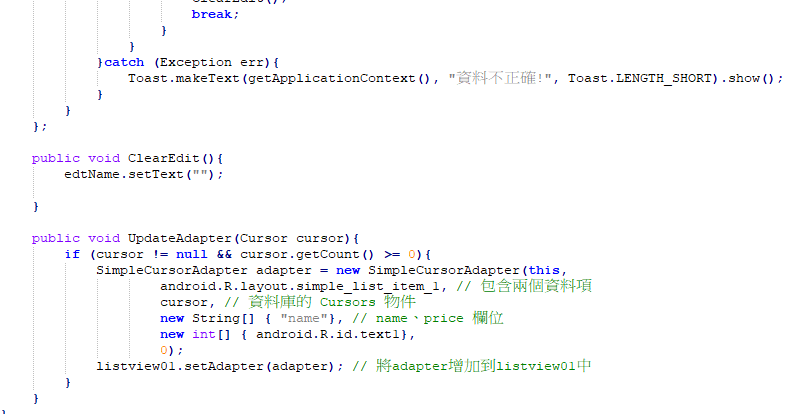 break;
}
}
}catch (Exception err){
Toast.makeText(getApplicationContext(), "資料不正確!", Toast.LENGTH_SHORT).show();
}
}
};
public void ClearEdit(){
edtName.setText("");
}
public void UpdateAdapter(Cursor cursor){
if (cursor != null && cursor.getCount() >= 0){
SimpleCursorAdapter adapter = new SimpleCursorAdapter(this,
android.R.layout.simple_list_item_1, // 包含兩個資料項
cursor, // 資料庫的 Cursors 物件
new String[] { "name"}, // name、price 欄位
new int[] { android.R.id.text1},
0);
listview01.setAdapter(adapter); // 將adapter增加到listview01中
}
}